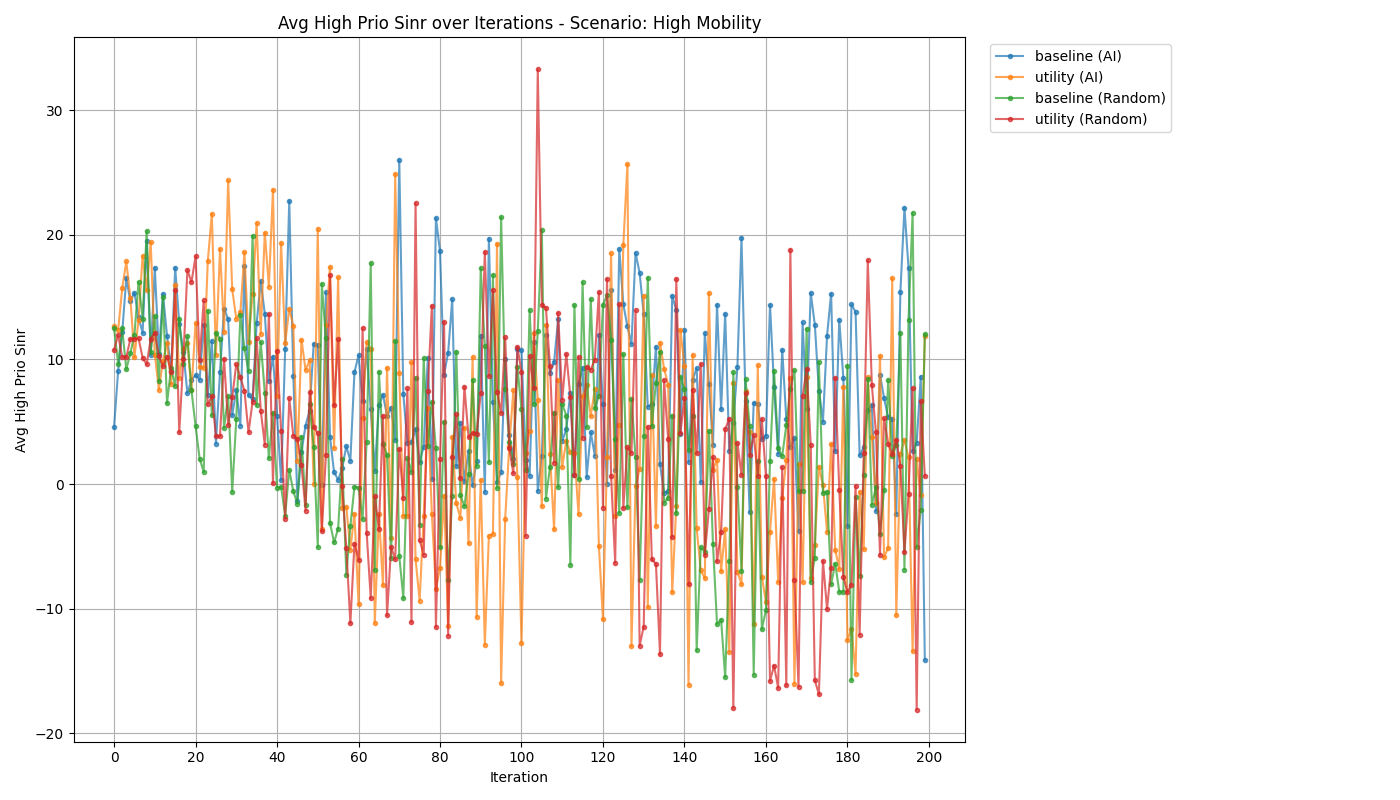 Avg High Prio Sinr over Iterations - Scenario: High Mobility
baseline (AI)
utility (AI)
baseline (Random)
utility (Random)
Avg High Prio Sinr
30
20
10
0
−10
−20
0
20
40
60
80
100
120
140
160
180
200
Iteration